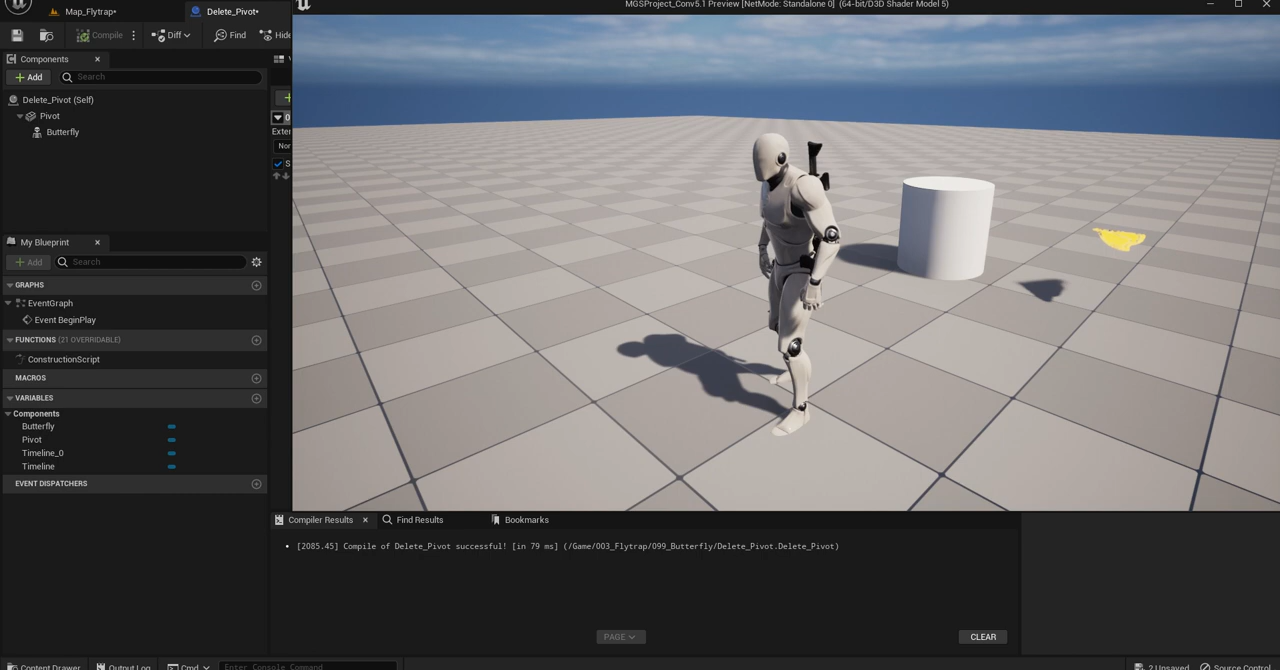 Map_Flytrap•
Delete_Pivot•
MGSProject_Conv5.1 Preview [NetMode: Standalone 0] (64-bit/D3D Shader Model 5)
Compile
Diff
Find
Hide
Components
Add
Search
Delete_Pivot (Self)
Pivot
Butterfly
My Blueprint
Add
Search
GRAPHS
EventGraph
Event BeginPlay
FUNCTIONS (21 OVERRIDABLE)
ConstructionScript
MACROS
VARIABLES
Components
Butterfly
Pivot
Timeline_0
Timeline
EVENT DISPATCHERS
Compiler Results
Find Results
Bookmarks
[2085.45] Compile of Delete_Pivot successful! [in 79 ms] (/Game/003_Flytrap/099_Butterfly/Delete_Pivot.Delete_Pivot)
PAGE
CLEAR
Content Drawer
Output Log
Cmd
Enter Console Command
2 Unsaved
Source Control